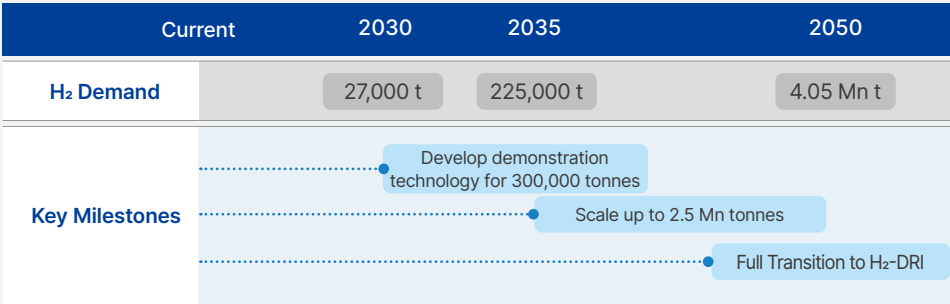 Current 2030 2035 2050
H₂ Demand 27,000 t 225,000 t 4.05 Mn t
Key Milestones
Develop demonstration
technology for 300,000 tonnes
Scale up to 2.5 Mn tonnes
Full Transition to H₂-DRI